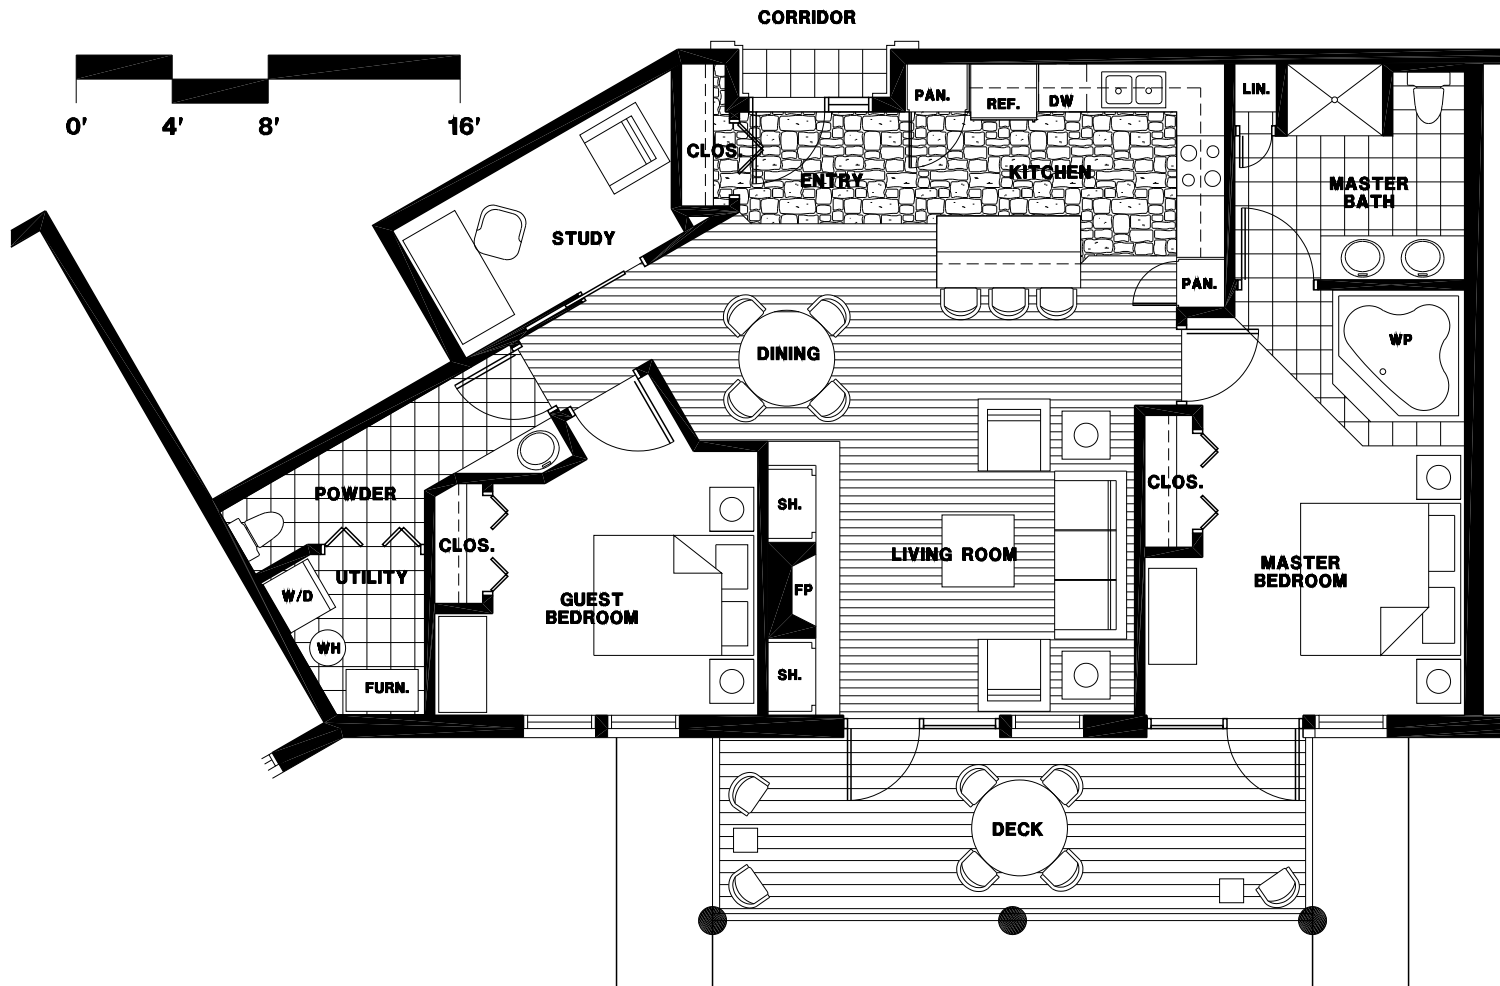 CORRIDOR
0' 4' 8' 16'
PAN.
REF.
DW
LIN.
CLOS.
ENTRY
KITCHEN
MASTER
BATH
STUDY
PAN.
DINING
WP
POWDER
SH.
CLOS.
CLOS.
LIVING ROOM
UTILITY
MASTER
BEDROOM
W/D
FP
GUEST
BEDROOM
WH
SH.
FURN.
DECK